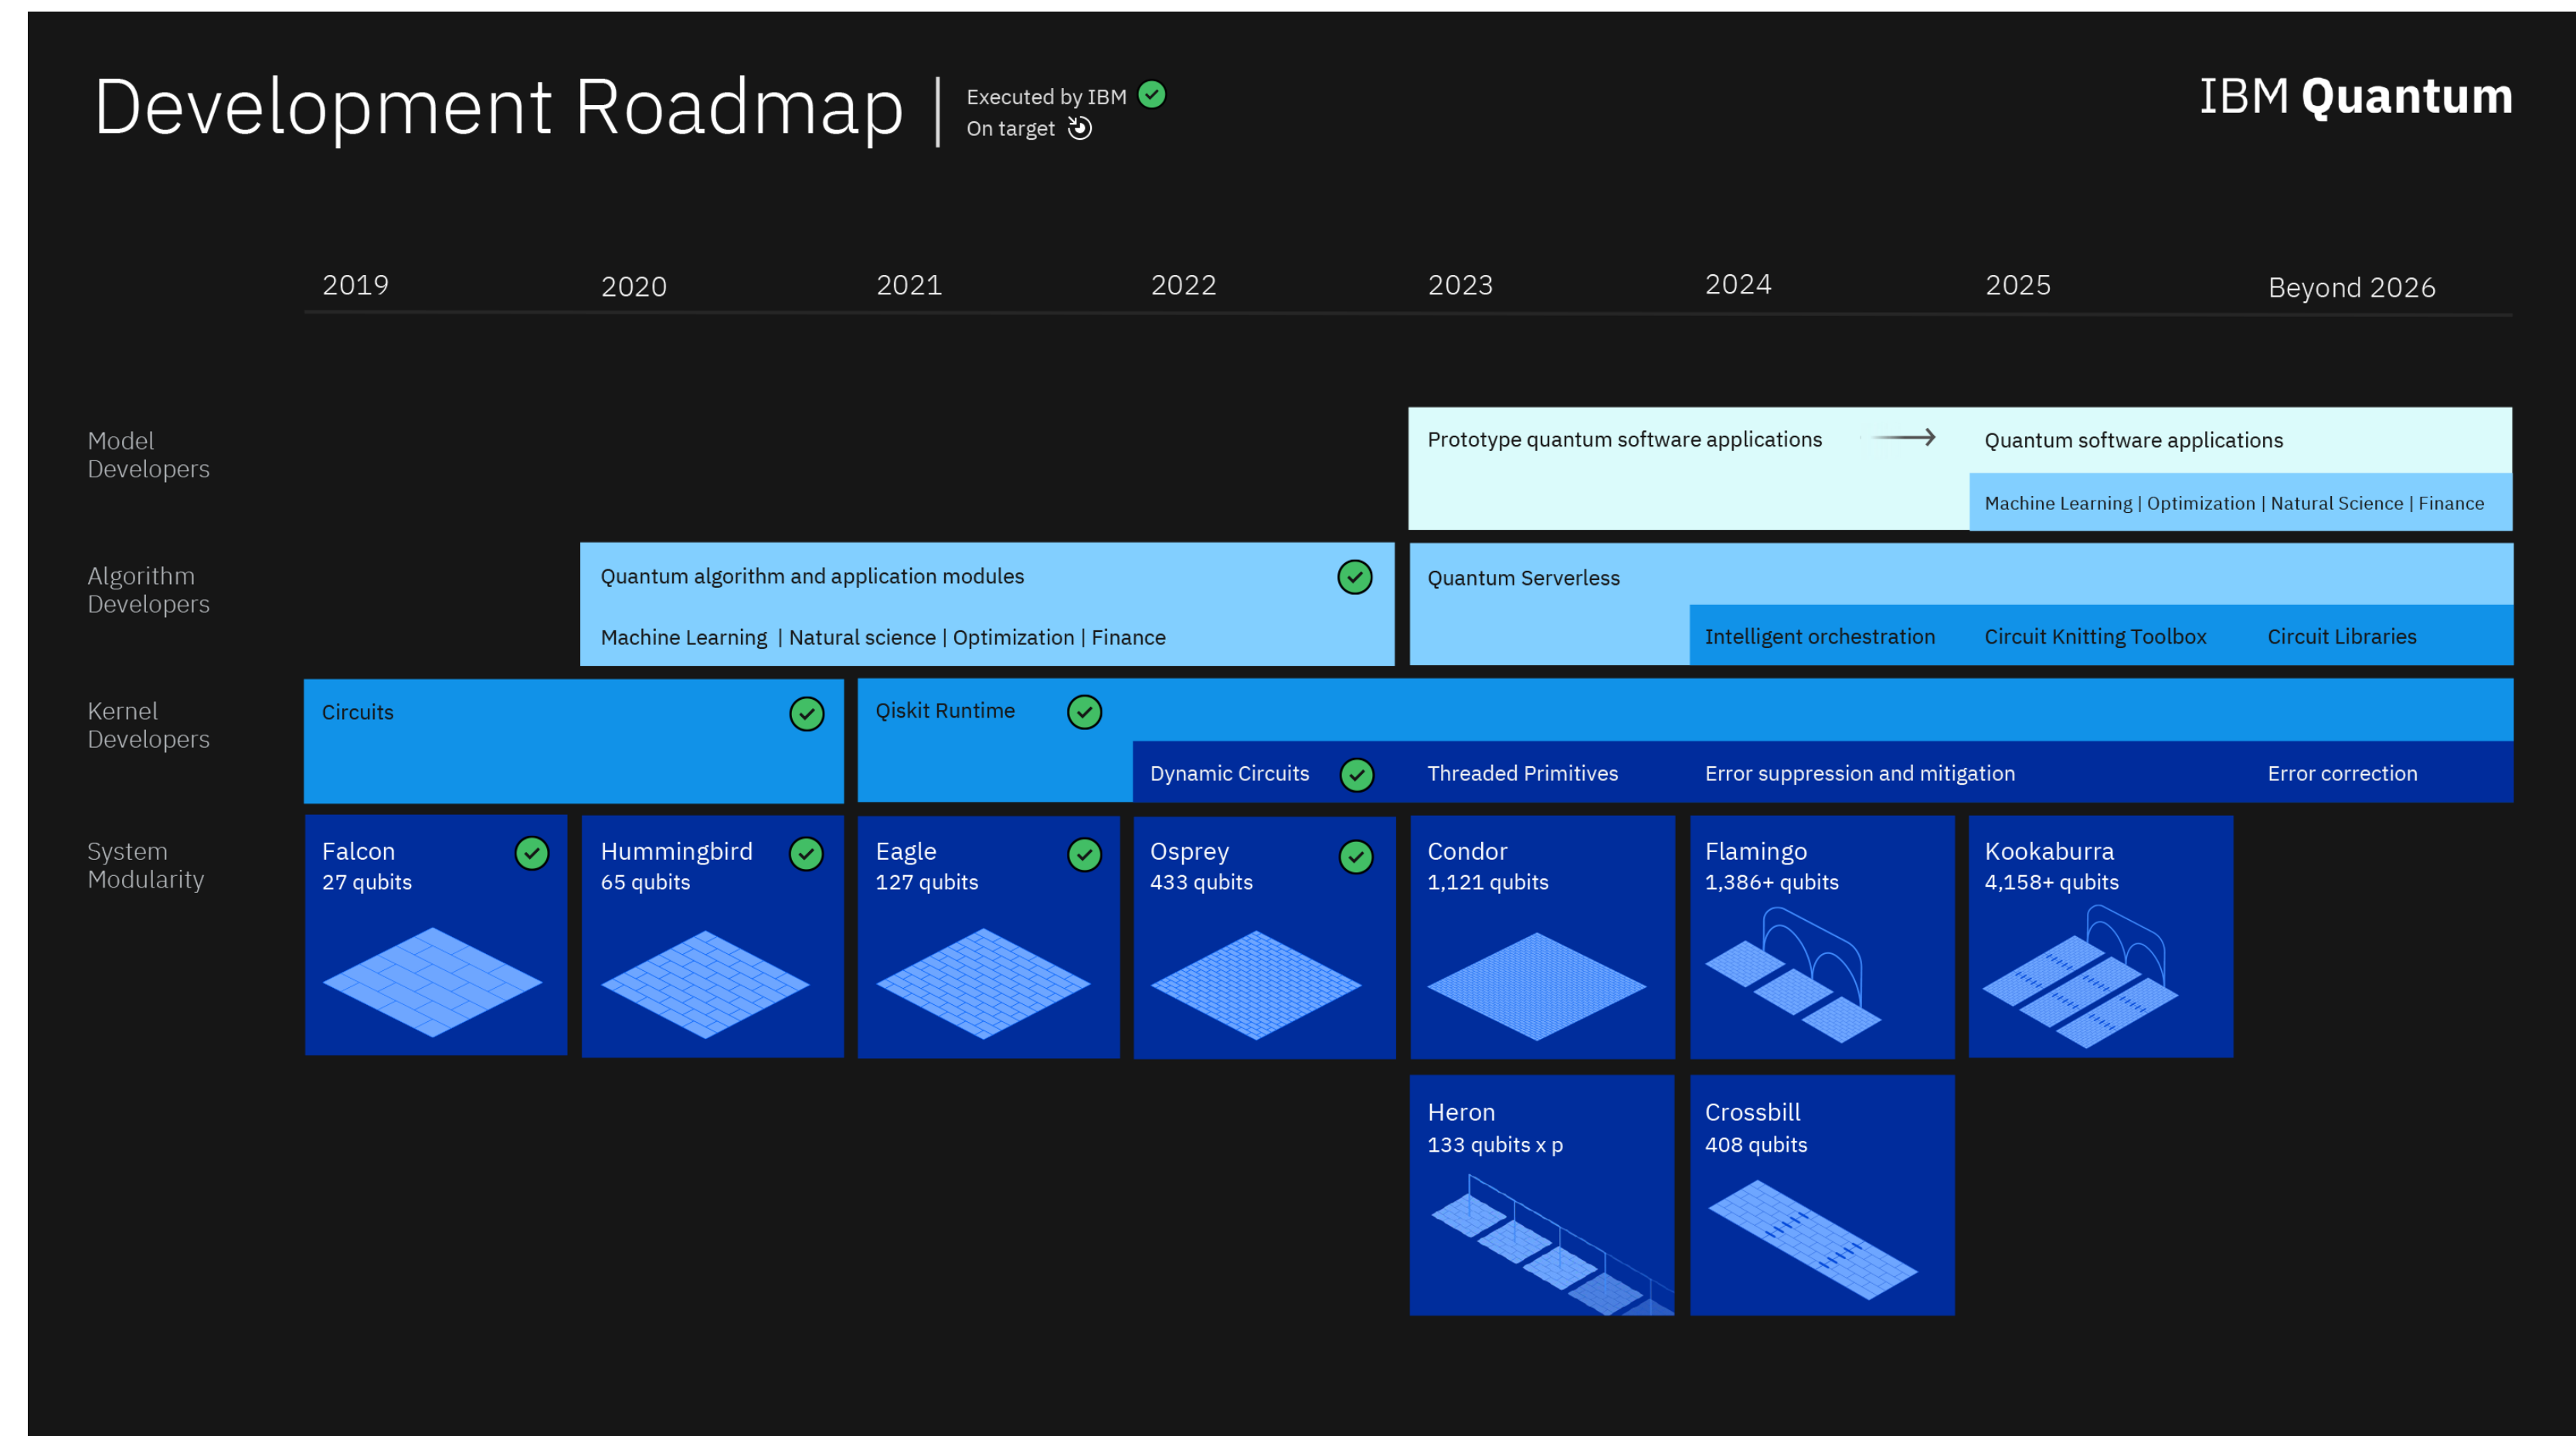 Development Roadmap
Executed by IBM
On target
IBM Quantum
2019
2020
2021
2022
2023
2024
2025
Beyond 2026
Model
Developers
Prototype quantum software applications
Quantum software applications
Machine Learning | Optimization | Natural Science | Finance
Algorithm
Developers
Quantum algorithm and application modules
Machine Learning | Natural science | Optimization | Finance
Quantum Serverless
Intelligent orchestration
Circuit Knitting Toolbox
Circuit Libraries
Kernel
Developers
Circuits
Qiskit Runtime
Dynamic Circuits
Threaded Primitives
Error suppression and mitigation
Error correction
System
Modularity
Falcon
27 qubits
Hummingbird
65 qubits
Eagle
127 qubits
Osprey
433 qubits
Condor
1,121 qubits
Flamingo
1,386+ qubits
Kookaburra
4,158+ qubits
Heron
133 qubits x p
Crossbill
408 qubits